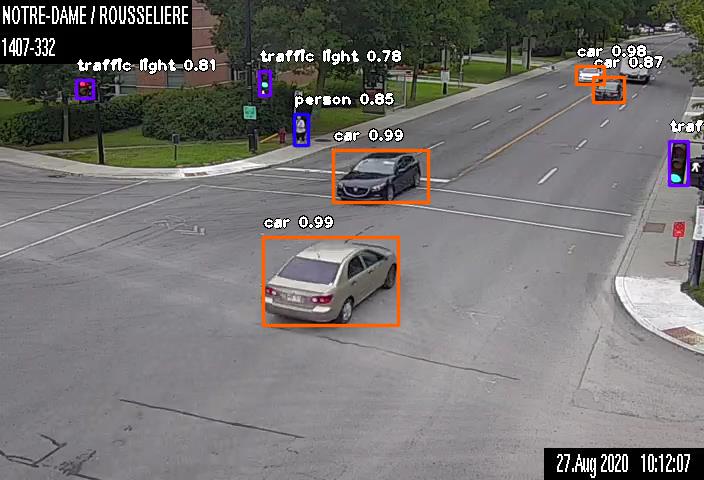 NOTRE-DAME / ROUSSELIERE
1407-332
traffic light 0.81
traffic light 0.78
person 0.85
car 0.99
car 0.99
car 0.98
car 0.87
traf
27.Aug 2020 10:12:07